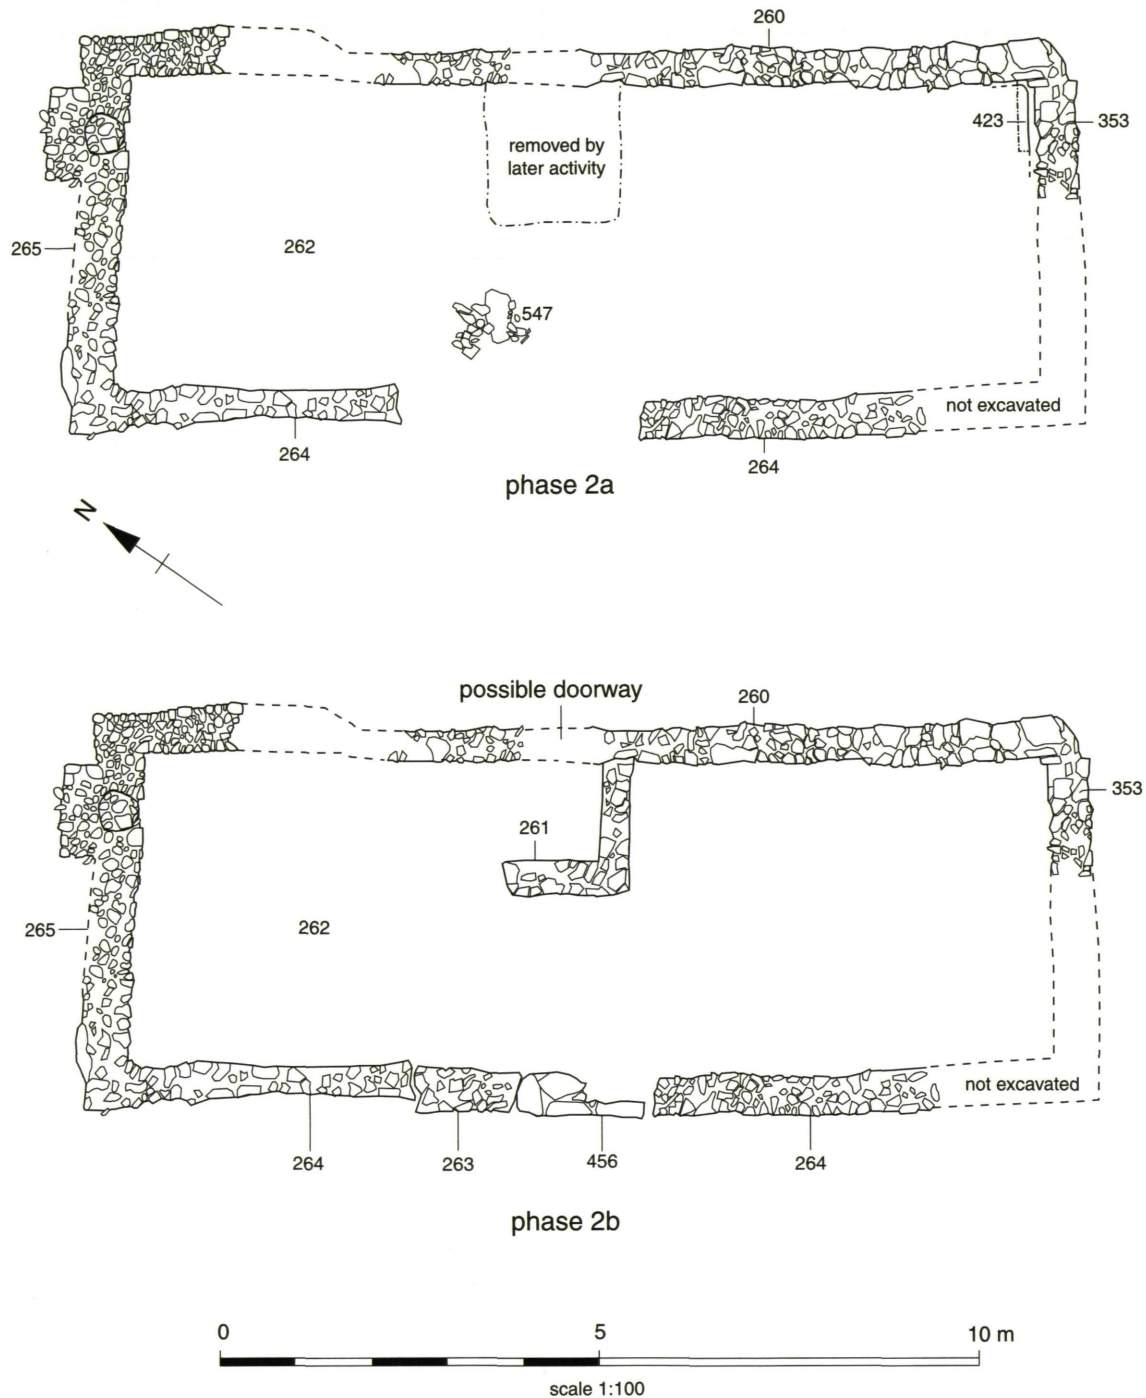 260
423
353
removed by
later activity
265
262
547
not excavated
264
264
phase 2a
N
possible doorway
260
353
261
265
262
not excavated
264
263
456
264
phase 2b
0 5 10 m
scale 1:100